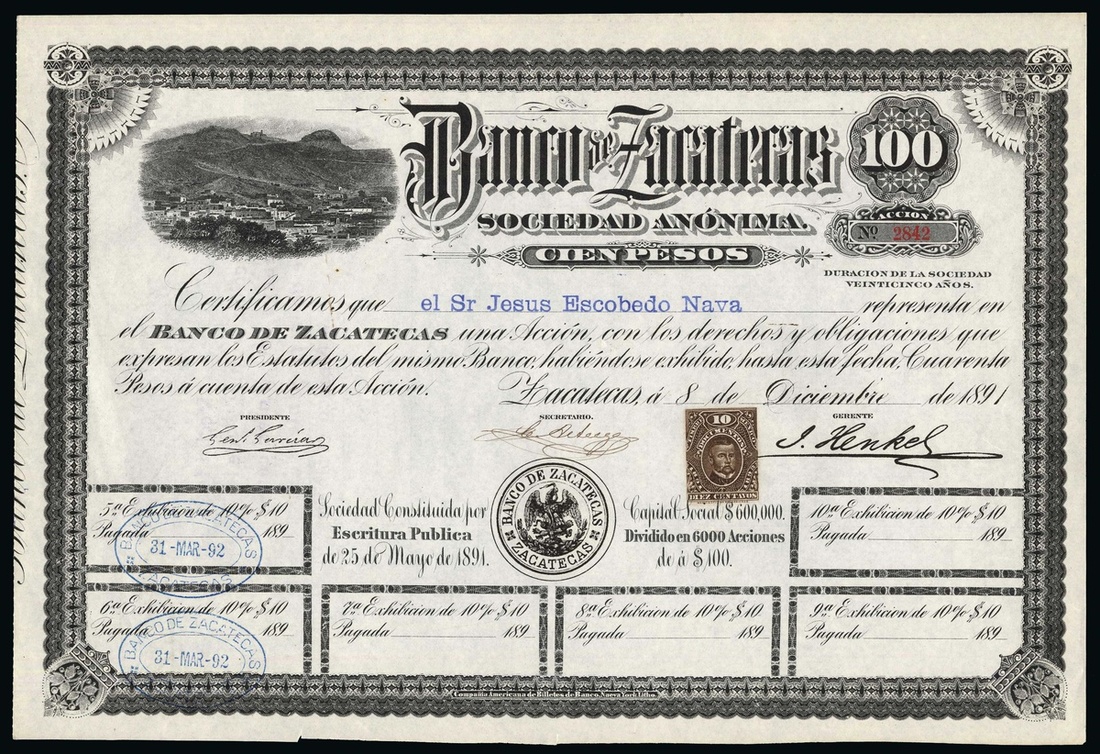 Banco de Zacatecas
100
SOCIEDAD ANÓNIMA.
ACCION
Nº 2842
CIEN PESOS
DURACION DE LA SOCIEDAD
VEINTICINCO AÑOS.
Certificamos que el Sr Jesus Escobedo Nava representa en
el BANCO DE ZACATECAS una Acción, con los derechos y obligaciones que
expresan los Estatutos del mismo Banco, habiéndose exhibido, hasta esta fecha, Cuarenta
Pesos á cuenta de esta Acción. Zacatecas, á 8 de Diciembre de 1891
PRESIDENTE
SECRETARIO.
GERENTE
J. Henkel
10
DOCUMENTOS
DIEZ CENTAVOS
5a Exhibicion de 10% $10
Pagada 189
BANCO DE ZACATECAS
31-MAR-92
ZACATECAS
Sociedad Constituida por
Escritura Publica
de 25 de Mayo de 1891.
BANCO DE ZACATECAS
ZACATECAS
Capital Social $600,000.
Dividido en 6000 Acciones
de á $100.
10a Exhibicion de 10% $10
Pagada 189
6a Exhibicion de 10% $10
Pagada 189
BANCO DE ZACATECAS
31-MAR-92
7a Exhibicion de 10% $10
Pagada 189
8a Exhibicion de 10% $10
Pagada 189
9a Exhibicion de 10% $10
Pagada 189
Compañia Americana de Billetes de Banco, Nueva York Litho.